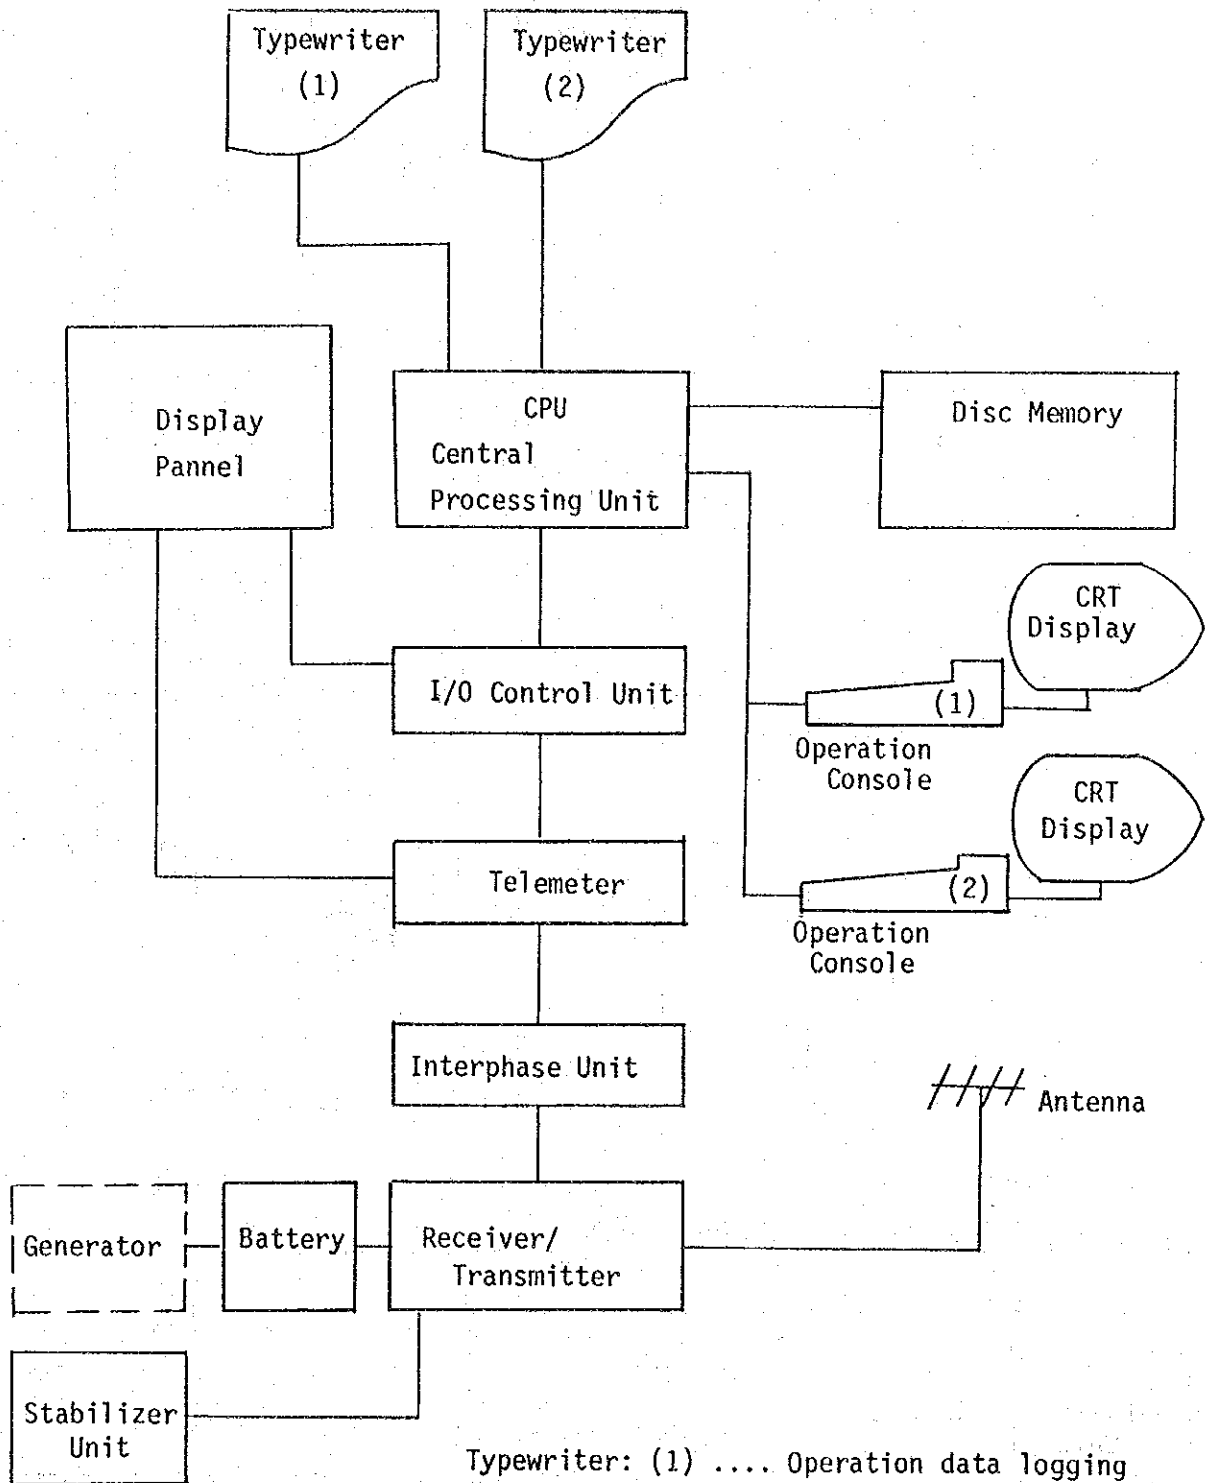 Typewriter
(1)
Typewriter
(2)
Display
Pannel
CPU
Central
Processing Unit
Disc Memory
CRT
Display
I/O Control Unit
(1)
Operation
Console
CRT
Display
Telemeter
(2)
Operation
Console
Interphase Unit
Antenna
Generator
Battery
Receiver/
Transmitter
Stabilizer
Unit
Typewriter: (1) .... Operation data logging